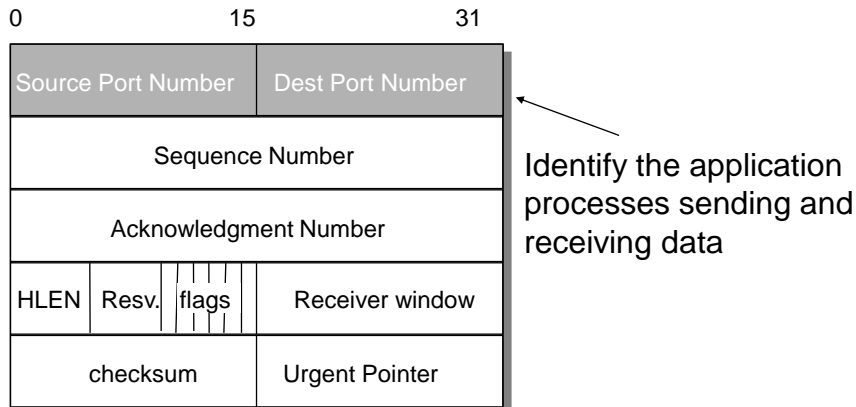 0 15 31
Source Port Number Dest Port Number
Sequence Number
Acknowledgment Number
HLEN Resv. flags Receiver window
checksum Urgent Pointer
Identify the application
processes sending and
receiving data